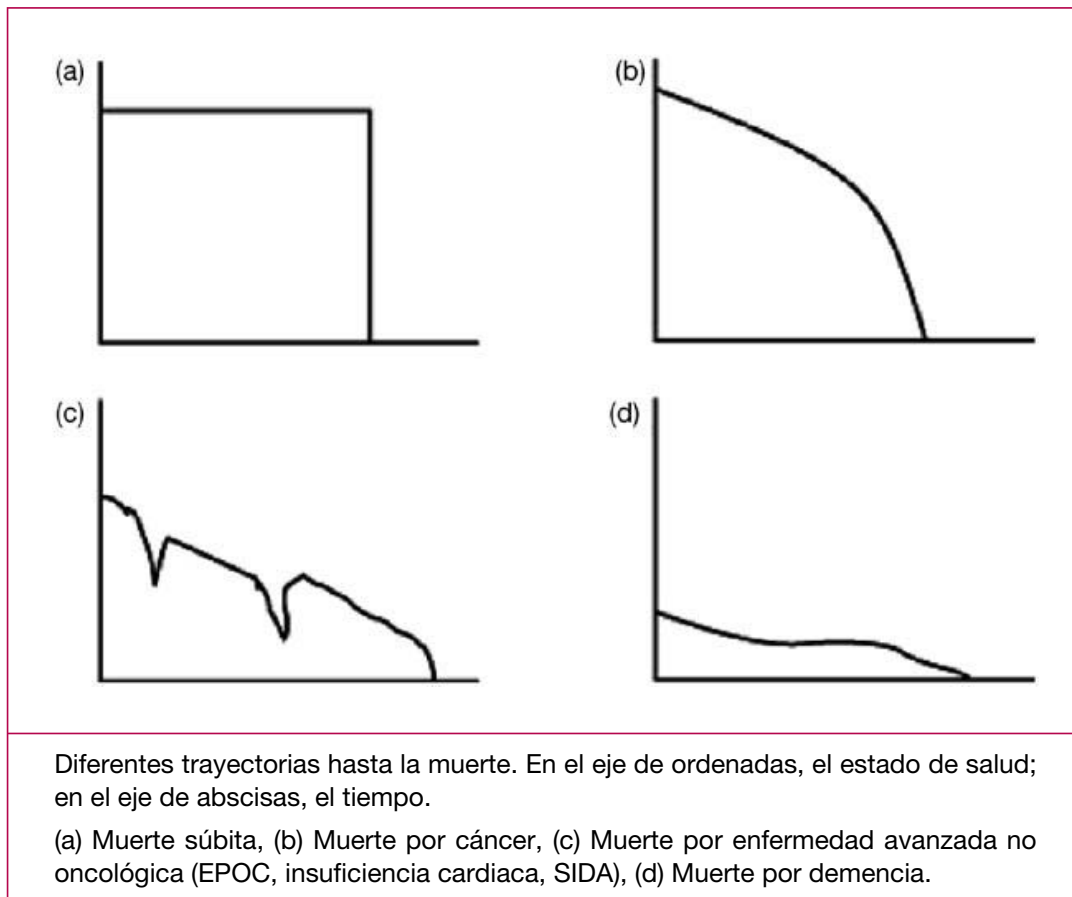 (a)
(b)
(c)
(d)
Diferentes trayectorias hasta la muerte. En el eje de ordenadas, el estado de salud;
en el eje de abscisas, el tiempo.
(a) Muerte súbita, (b) Muerte por cáncer, (c) Muerte por enfermedad avanzada no
oncológica (EPOC, insuficiencia cardiaca, SIDA), (d) Muerte por demencia.